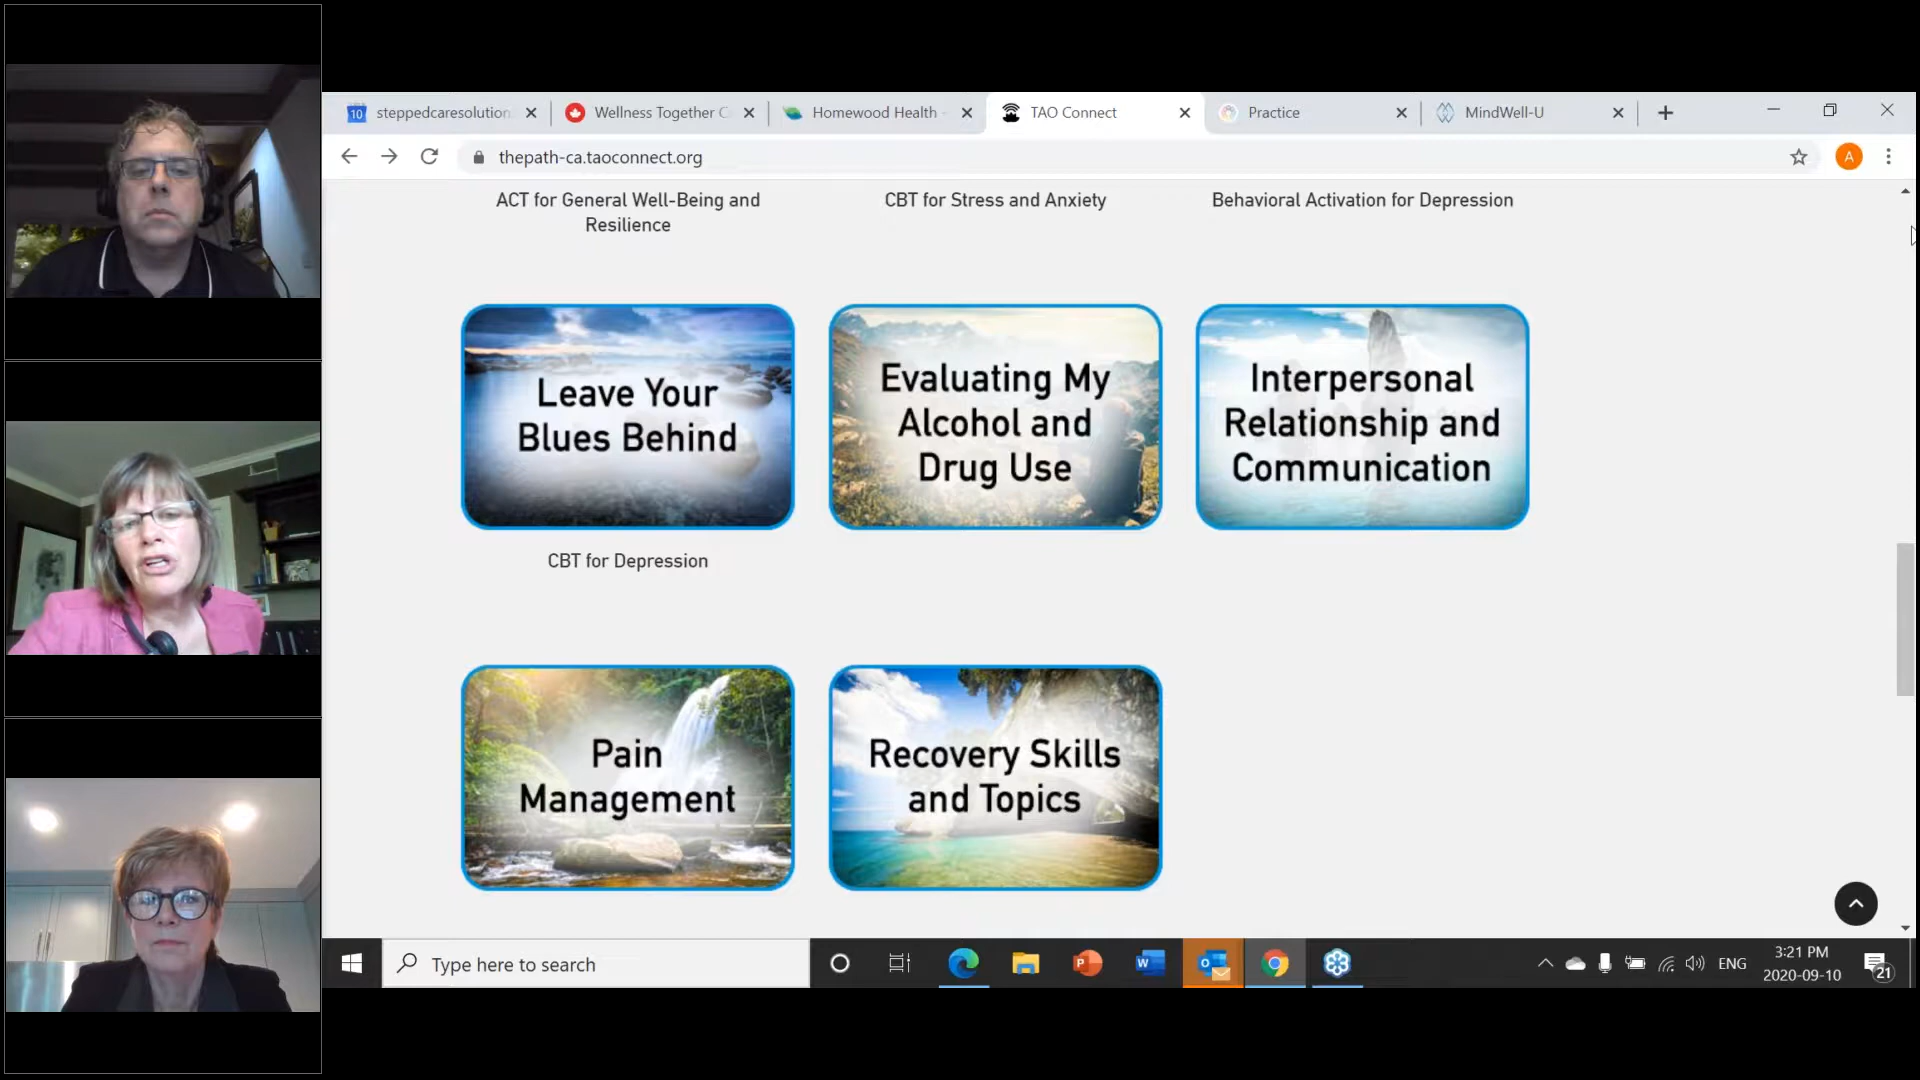 10
steppedcaresolution
Wellness Together C
Homewood Health -
TAO Connect
Practice
MindWell-U
thepath-ca.taoconnect.org
A
ACT for General Well-Being and
Resilience
CBT for Stress and Anxiety
Behavioral Activation for Depression
Leave Your
Blues Behind
Evaluating My
Alcohol and
Drug Use
Interpersonal
Relationship and
Communication
CBT for Depression
Pain
Management
Recovery Skills
and Topics
Type here to search
P
W
O
ENG
3:21 PM
2020-09-10
21